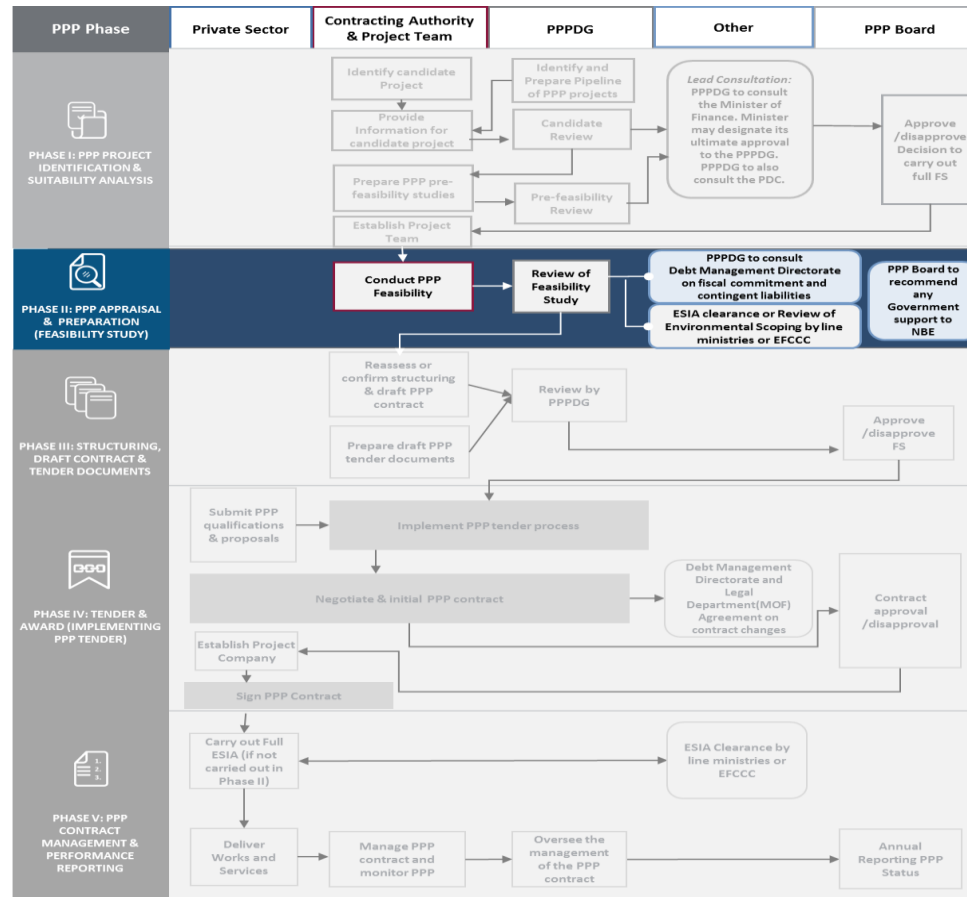 PPP Phase
Private Sector
Contracting Authority
& Project Team
PPPDG
Other
PPP Board
PHASE I: PPP PROJECT
IDENTIFICATION &
SUITABILITY ANALYSIS
Identify candidate
Project
Identify and
Prepare Pipeline
of PPP projects
Provide
Information for
candidate project
Candidate
Review
Prepare PPP pre-
feasibility studies
Pre-feasibility
Review
Establish Project
Team
Lead Consultation:
PPPDG to consult
the Minister of
Finance. Minister
may designate its
ultimate approval
to the PPPDG.
PPPDG to also
consult the PDC.
Approve
/disapprove
Decision to
carry out
full FS
PHASE II: PPP APPRAISAL
& PREPARATION
(FEASIBILITY STUDY)
Conduct PPP
Feasibility
Review of
Feasibility
Study
PPPDG to consult
Debt Management Directorate
on fiscal commitment and
contingent liabilities
ESIA clearance or Review of
Environmental Scoping by line
ministries or EFCCC
PPP Board to
recommend
any
Government
support to
NBE
PHASE III: STRUCTURING,
DRAFT CONTRACT &
TENDER DOCUMENTS
Reassess or
confirm structuring
& draft PPP
contract
Prepare draft PPP
tender documents
Review by
PPPDG
Approve
/disapprove
FS
PHASE IV: TENDER &
AWARD (IMPLEMENTING
PPP TENDER)
Submit PPP
qualifications
& proposals
Implement PPP tender process
Negotiate & initial PPP contract
Debt Management
Directorate and
Legal
Department(MOF)
Agreement on
contract changes
Contract
approval
/disapproval
Establish Project
Company
Sign PPP Contract
PHASE V: PPP
CONTRACT
MANAGEMENT &
PERFORMANCE
REPORTING
1.
2.
3.
Carry out Full
ESIA (if not
carried out in
Phase II)
ESIA Clearance by
line ministries or
EFCCC
Deliver
Works and
Services
Manage PPP
contract and
monitor PPP
Oversee the
management
of the PPP
contract
Annual
Reporting PPP
Status